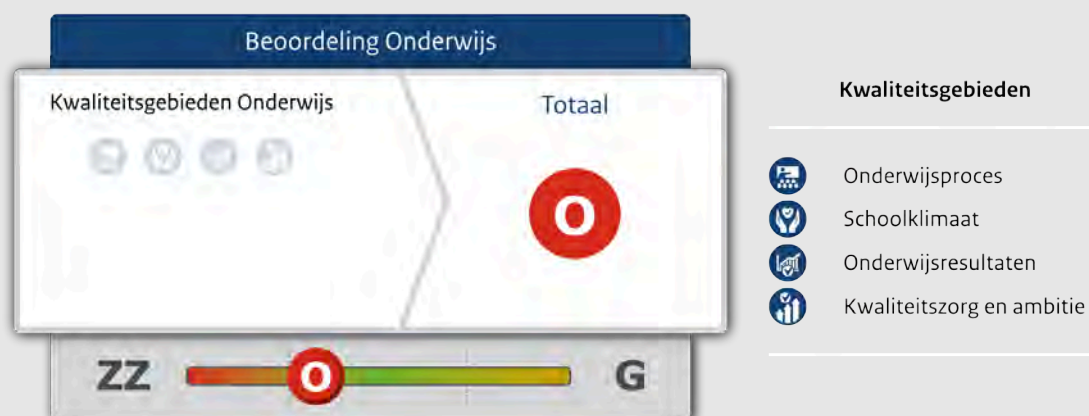 Beoordeling Onderwijs
Kwaliteitsgebieden Onderwijs
Totaal
O
ZZ
O
G
Kwaliteitsgebieden
Onderwijsproces
Schoolklimaat
Onderwijsresultaten
Kwaliteitszorg en ambitie